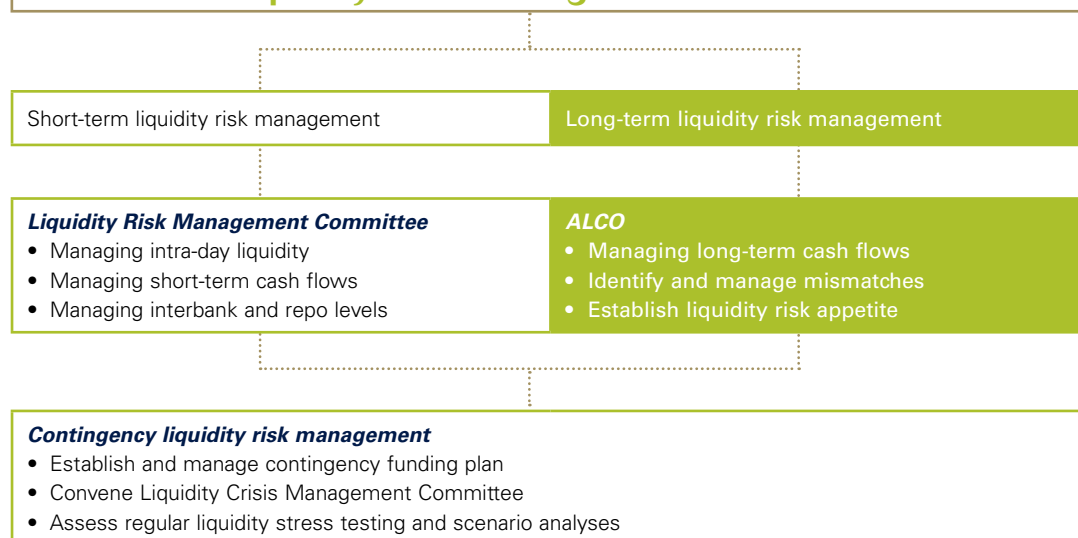 Short-term liquidity risk management
Long-term liquidity risk management
Liquidity Risk Management Committee
• Managing intra-day liquidity
• Managing short-term cash flows
• Managing interbank and repo levels
ALCO
• Managing long-term cash flows
• Identify and manage mismatches
• Establish liquidity risk appetite
Contingency liquidity risk management
• Establish and manage contingency funding plan
• Convene Liquidity Crisis Management Committee
• Assess regular liquidity stress testing and scenario analyses